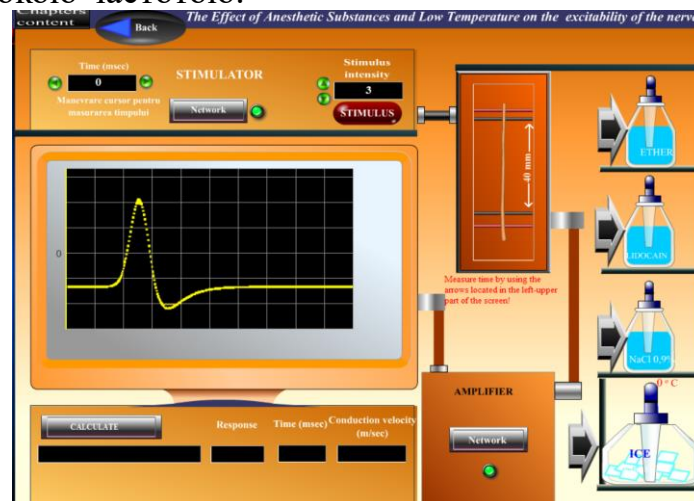 Chapters
content
Back
The Effect of Anesthetic Substances and Low Temperature on the excitability of the nerv
Time (msec)
0
Manevrare cursor pentru
masurarea timpului
STIMULATOR
Network
Stimulus
intensity
3
STIMULUS
40 mm
ETHER
LIDOCAIN
Measure time by using the
arrows located in the left-upper
part of the screen!
0
NaCl 0,9%
0 ° C
AMPLIFIER
Network
ICE
CALCULATE
Response
Time (msec)
Conduction velocity
(m/sec)